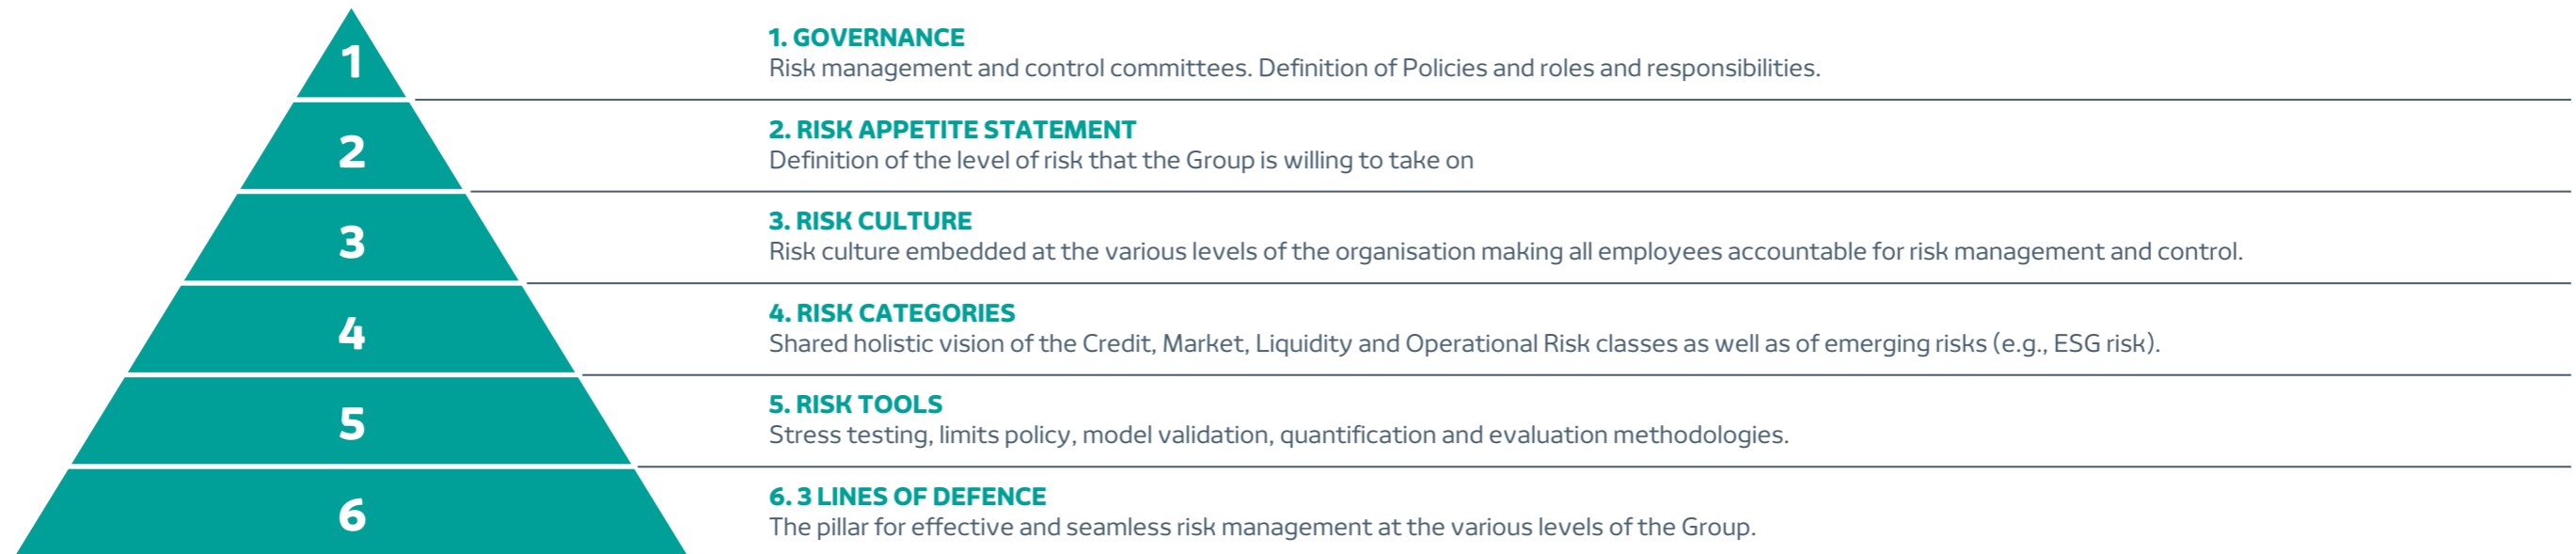 1
1. GOVERNANCE
Risk management and control committees. Definition of Policies and roles and responsibilities.
2
2. RISK APPETITE STATEMENT
Definition of the level of risk that the Group is willing to take on
3
3. RISK CULTURE
Risk culture embedded at the various levels of the organisation making all employees accountable for risk management and control.
4
4. RISK CATEGORIES
Shared holistic vision of the Credit, Market, Liquidity and Operational Risk classes as well as of emerging risks (e.g., ESG risk).
5
5. RISK TOOLS
Stress testing, limits policy, model validation, quantification and evaluation methodologies.
6
6. 3 LINES OF DEFENCE
The pillar for effective and seamless risk management at the various levels of the Group.